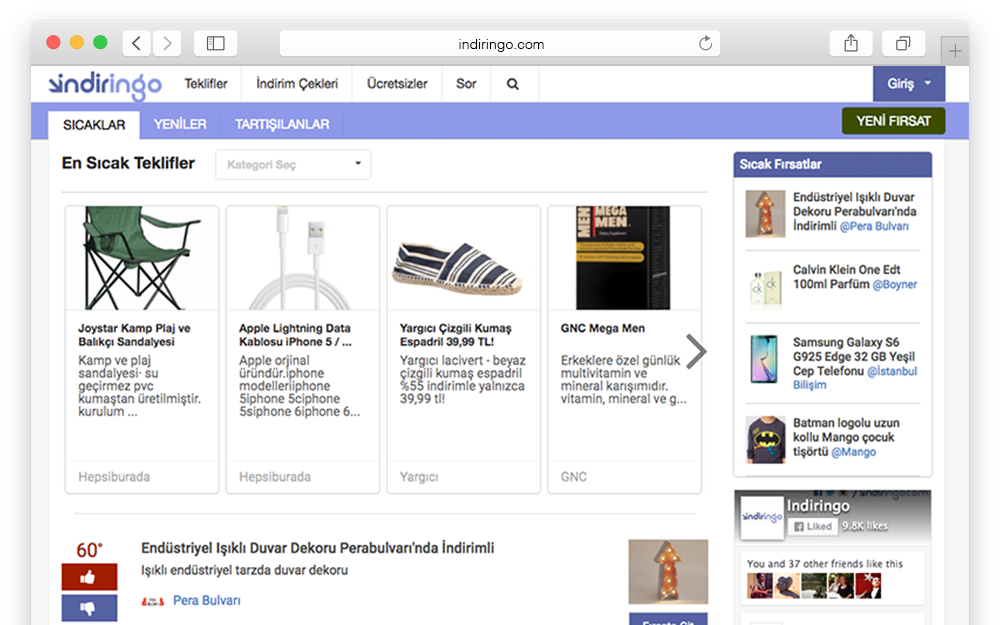 indiringo.com
indiringo
Teklifler
İndirim Çekleri
Ücretsizler
Sor
Giriş
SICAKLAR
YENİLER
TARTIŞILANLAR
YENİ FIRSAT
En Sıcak Teklifler
Kategori Seç
MEN
MEGA
MEN
Joystar Kamp Plaj ve
Balıkçı Sandalyesi
Kamp ve plaj
sandalyesi· su
geçirmez pvc
kumaştan üretilmiştir.
kurulum ...
Hepsiburada
Apple Lightning Data
Kablosu iPhone 5 / ...
Apple orjinal
üründür.iphone
modelleriiphone
5iphone 5ciphone
5siphone 6iphone 6...
Hepsiburada
Yargıcı Çizgili Kumaş
Espadril 39,99 TL!
Yargıcı lacivert - beyaz
çizgili kumaş espadril
%55 indirimle yalnızca
39,99 tl!
Yargıcı
GNC Mega Men
Erkeklere özel günlük
multivitamin ve
mineral karışımıdır.
vitamin, mineral ve g...
GNC
Sıcak Fırsatlar
Endüstriyel Işıklı Duvar
Dekoru Perabulvarı'nda
İndirimli @Pera Bulvarı
Calvin Klein One Edt
100ml Parfüm @Boyner
Samsung Galaxy S6
G925 Edge 32 GB Yeşil
Cep Telefonu @İstanbul
Bilişim
Batman logolu uzun
kollu Mango çocuk
tişörtü @Mango
/ indiringocom
indiringo
Indiringo
Liked
9.8K likes
You and 37 other friends like this
60°
Endüstriyel Işıklı Duvar Dekoru Perabulvarı'nda İndirimli
Işıklı endüstriyel tarzda duvar dekoru
Pera Bulvarı